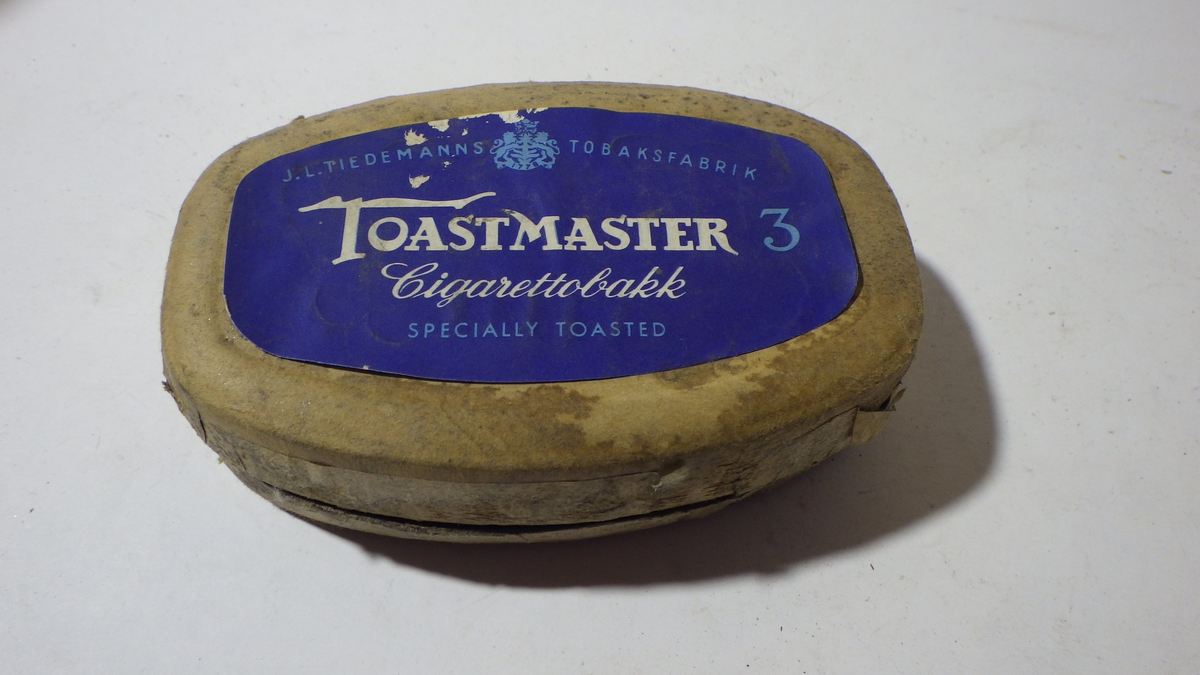 J.L.TIEDEMANNS TOBAKSFABRIK
TOASTMASTER 3
Cigarettobakk
SPECIALLY TOASTED